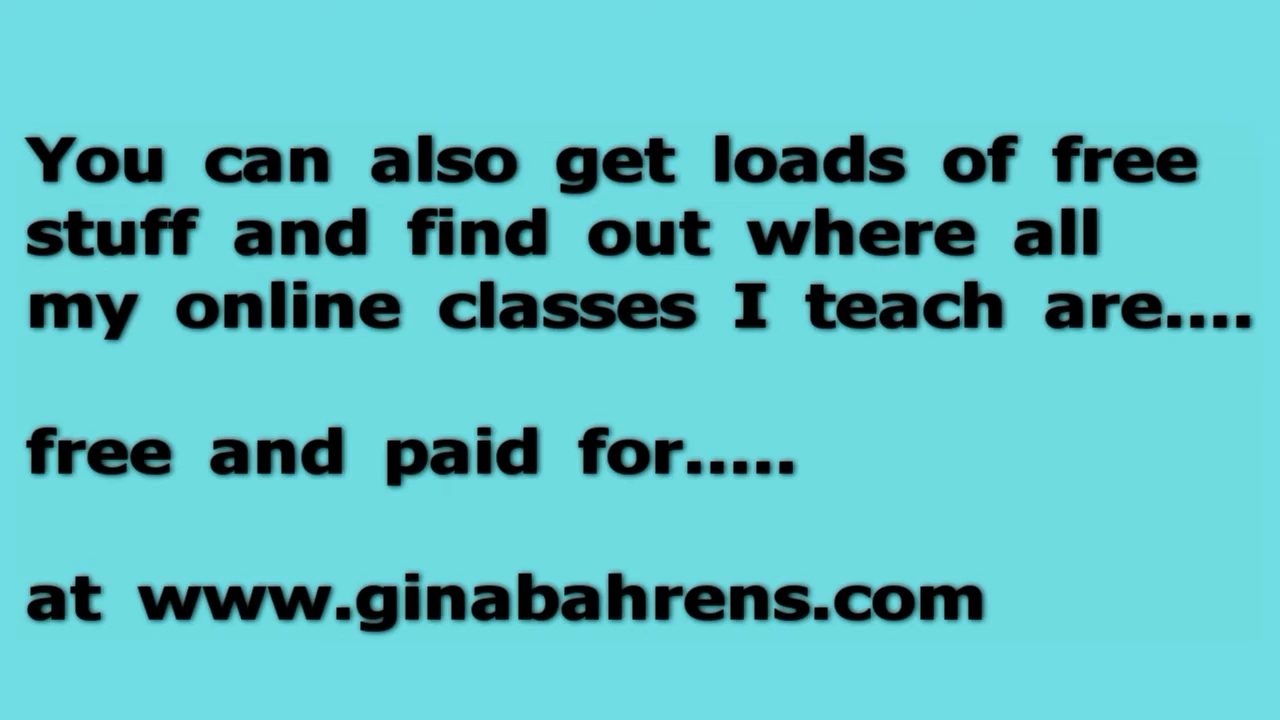 You can also get loads of free
stuff and find out where all
my online classes I teach are....
free and paid for.....
at www.ginabahrens.com